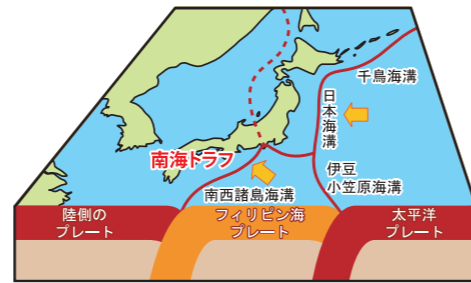 千島海溝
日本海溝
南海トラフ
伊豆
小笠原海溝
南西諸島海溝
陸側の
プレート
フィリピン海
プレート
太平洋
プレート